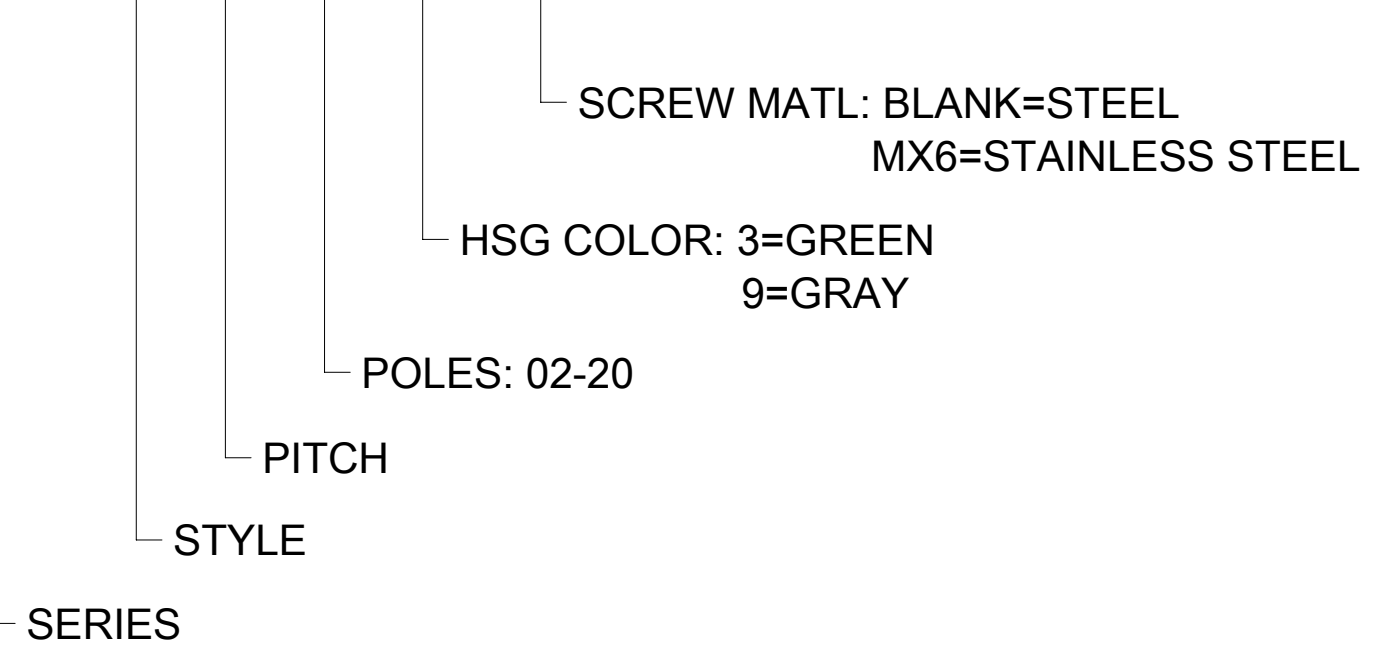 SCREW MATL: BLANK=STEEL
MX6=STAINLESS STEEL
HSG COLOR: 3=GREEN
9=GRAY
POLES: 02-20
PITCH
STYLE
SERIES